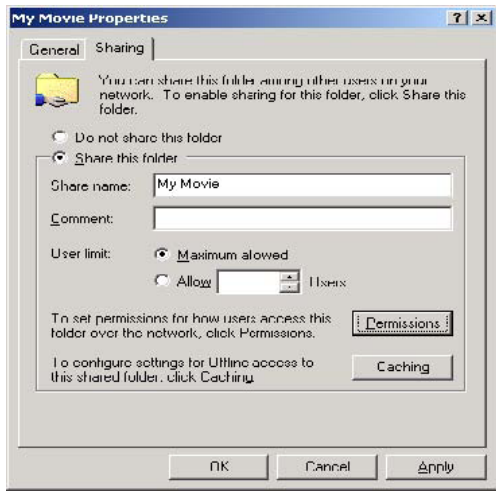 My Movie Properties
General Sharing
You can share this folder among other users on your
network. To enable sharing for this folder, click Share this
folder.
Do not share this folder
Share this folder
Share name: My Movie
Comment:
User limit: Maximum allowed
Allow Users
To set permissions for how users access this
folder over the network, click Permissions.
Permissions
To configure settings for Offline access to
this shared folder, click Caching.
Caching
OK Cancel Apply